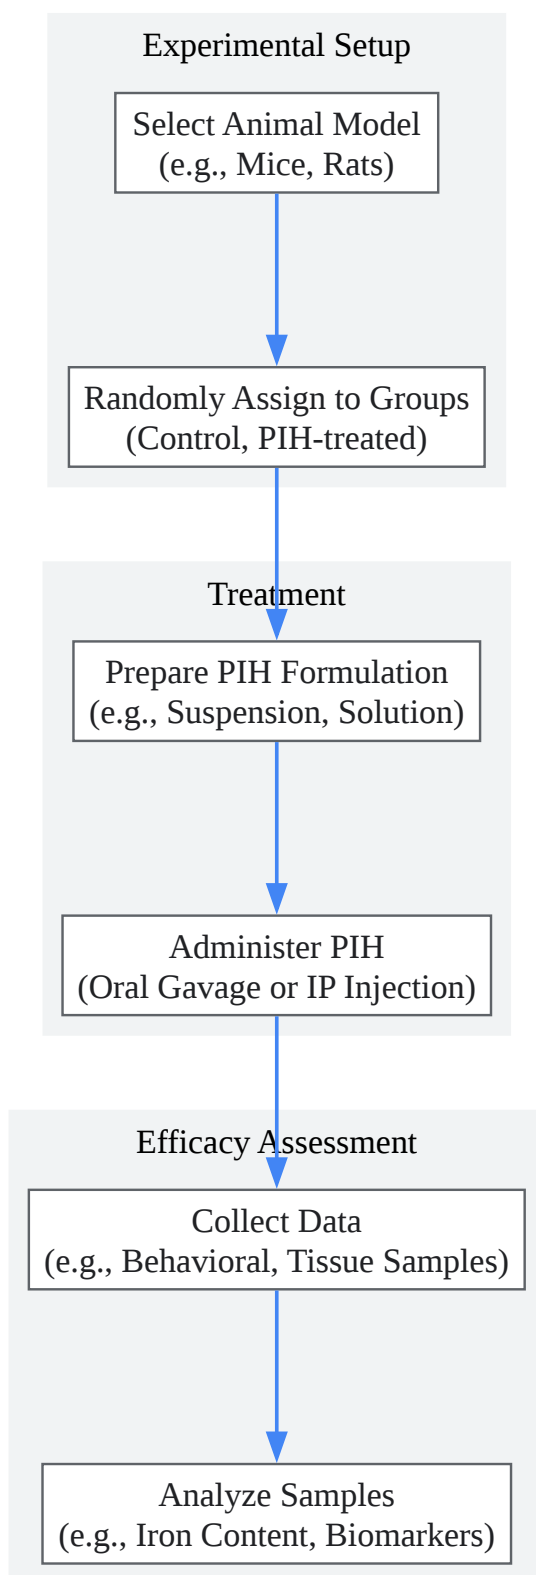 Experimental Setup
Select Animal Model
(e.g., Mice, Rats)
Randomly Assign to Groups
(Control, PIH-treated)
Treatment
Prepare PIH Formulation
(e.g., Suspension, Solution)
Administer PIH
(Oral Gavage or IP Injection)
Efficacy Assessment
Collect Data
(e.g., Behavioral, Tissue Samples)
Analyze Samples
(e.g., Iron Content, Biomarkers)